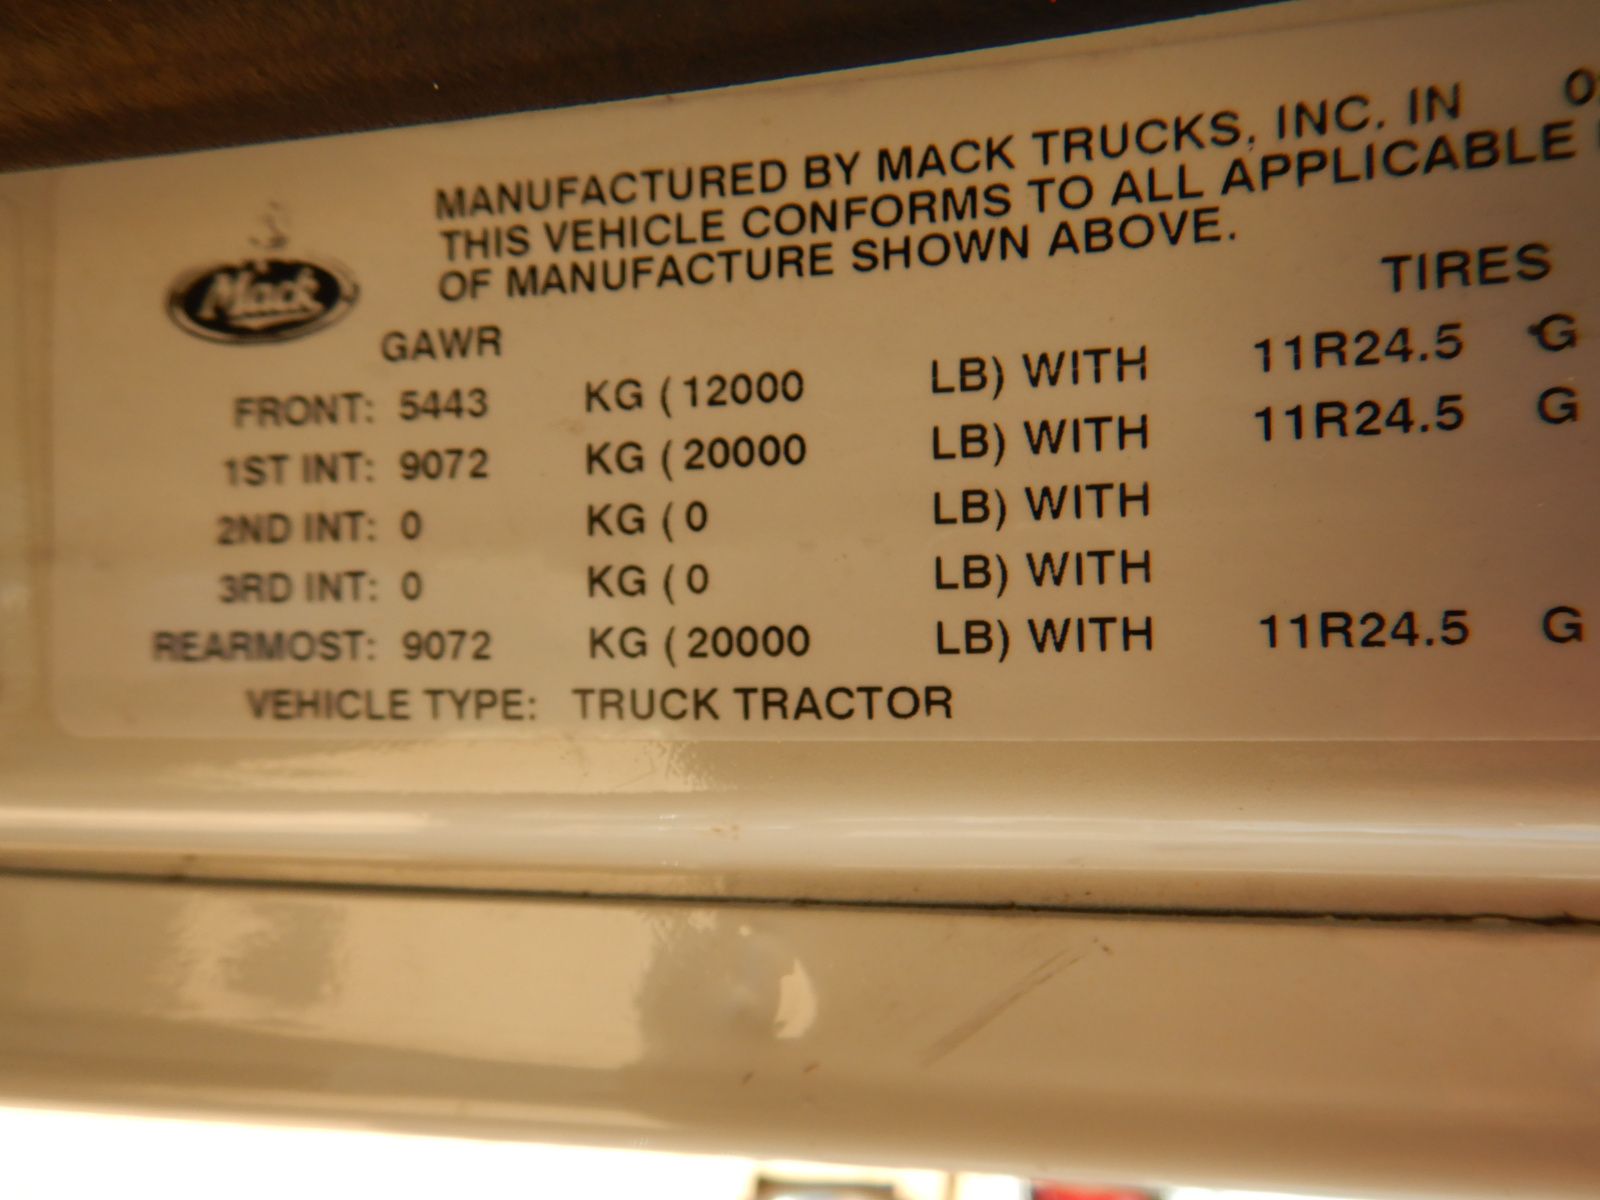 Mack
MANUFACTURED BY MACK TRUCKS, INC. IN
THIS VEHICLE CONFORMS TO ALL APPLICABLE
OF MANUFACTURE SHOWN ABOVE.
GAWR TIRES
FRONT: 5443 KG (12000 LB) WITH 11R24.5 G
1ST INT: 9072 KG (20000 LB) WITH 11R24.5 G
2ND INT: 0 KG (0 LB) WITH
3RD INT: 0 KG (0 LB) WITH
REARMOST: 9072 KG (20000 LB) WITH 11R24.5 G
VEHICLE TYPE: TRUCK TRACTOR